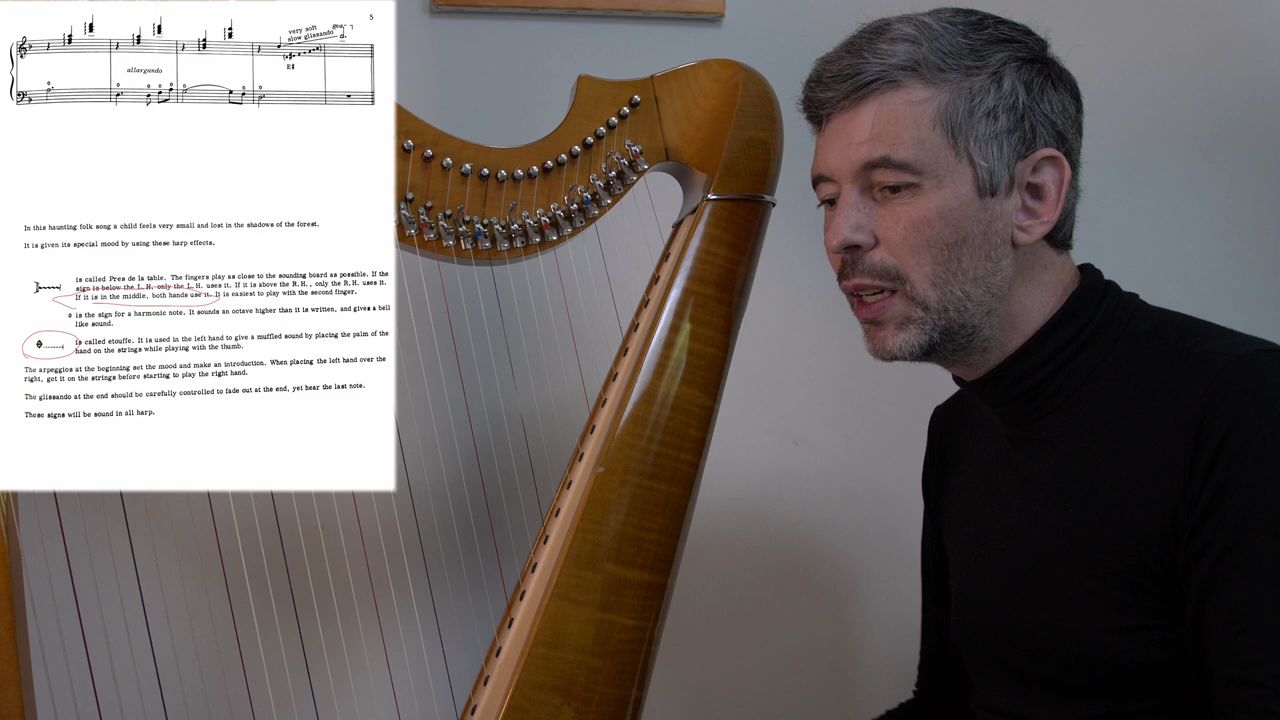 5
very soft
slow glissando
8va
allargando
E♯
In this haunting folk song a child feels very small and lost in the shadows of the forest.
It is given its special mood by using these harp effects.
is called Pres de la table. The fingers play as close to the sounding board as possible. If the
sign is below the L.H. only the L.H. uses it. If it is above the R.H., only the R.H. uses it.
If it is in the middle, both hands use it. It is easiest to play with the second finger.
is the sign for a harmonic note. It sounds an octave higher than it is written, and gives a bell
like sound.
is called etouffe. It is used in the left hand to give a muffled sound by placing the palm of the
hand on the strings while playing with the thumb.
The arpeggios at the beginning set the mood and make an introduction. When placing the left hand over the
right, get it on the strings before starting to play the right hand.
The glissando at the end should be carefully controlled to fade out at the end, yet hear the last note.
These signs will be sound in all harp.